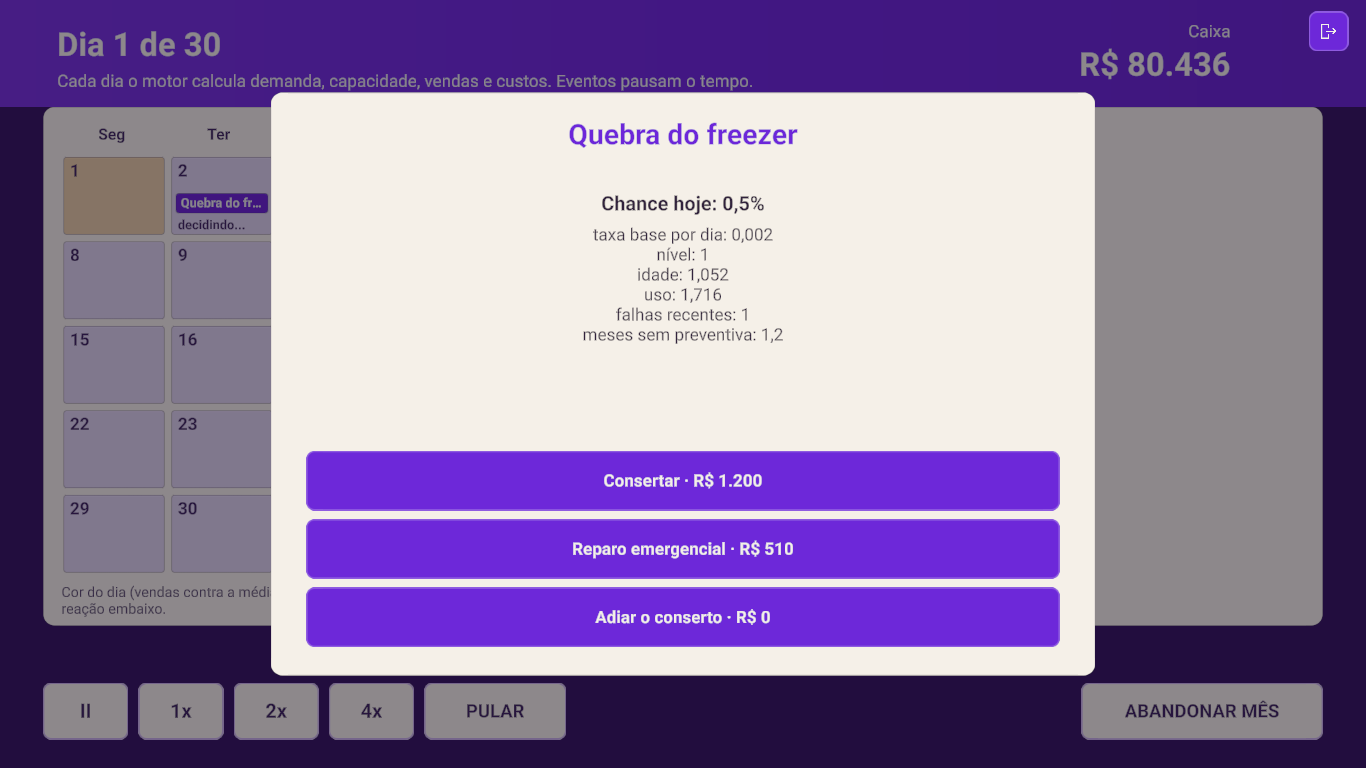 Dia 1 de 30
Cada dia o motor calcula demanda, capacidade, vendas e custos. Eventos pausam o tempo.
Caixa
R$ 80.436
Seg Ter
1 2
Quebra do fr...
decidindo...
8 9
15 16
22 23
29 30
Cor do dia (vendas contra a
reação embaixo.
Quebra do freezer
Chance hoje: 0,5%
taxa base por dia: 0,002
nível: 1
idade: 1,052
uso: 1,716
falhas recentes: 1
meses sem preventiva: 1,2
Consertar · R$ 1.200
Reparo emergencial · R$ 510
Adiar o conserto · R$ 0
II 1x 2x 4x PULAR
ABANDONAR MÊS